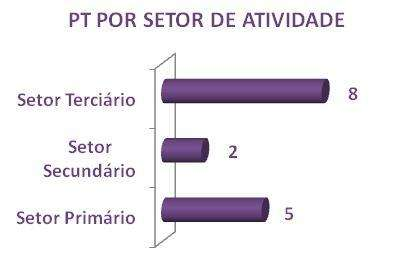 PT POR SETOR DE ATIVIDADE
Setor Terciário
8
Setor
Secundário
2
Setor Primário
5